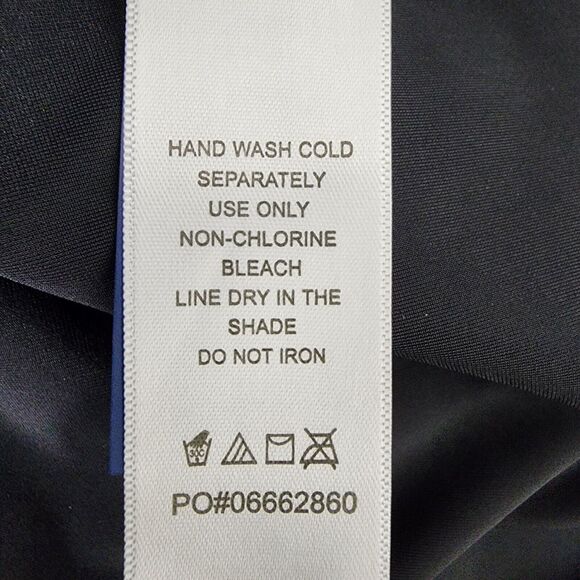 HAND WASH COLD
SEPARATELY
USE ONLY
NON-CHLORINE
BLEACH
LINE DRY IN THE
SHADE
DO NOT IRON
30C
PO#06662860